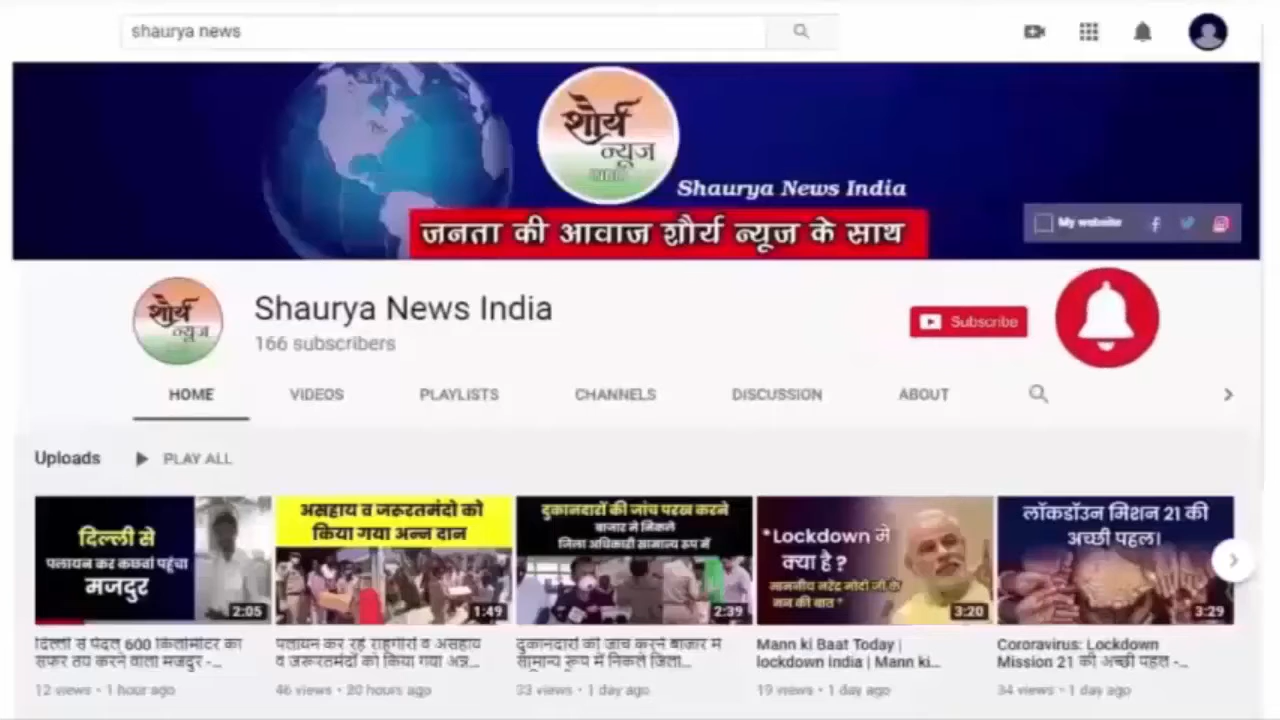 shaurya news
शौर्य
न्यूज
INDIA
Shaurya News India
जनता की आवाज शौर्य न्यूज के साथ
My website
शौर्य
न्यूज
Shaurya News India
166 subscribers
Subscribe
HOME VIDEOS PLAYLISTS CHANNELS DISCUSSION ABOUT
Uploads PLAY ALL
दिल्ली से
पलायन कर कछवां पहुंचा
मजदुर
2:05
असहाय व जरूरतमंदो को
किया गया अन्न दान
1:49
दुकानदारों की जांच परख करने
बाजार मे निकले
जिला अधिकारी सामान्य रूप में
2:39
*Lockdown मे
क्या है ?
माननीय नरेंद्र मोदी जी के
मन की बात *
3:20
लॉकडॉउन मिशन 21 की
अच्छी पहल।
3:29
दिल्ली से पैदल 600 किलोमीटर का
सफर तय करने वाला मजदुर -...
12 views • 1 hour ago
पलायन कर रहे राहगीरों व असहाय
व जरूरतमंदों को किया गया अन्न...
46 views • 20 hours ago
दुकानदारों की जांच करने बाजार में
सामान्य रूप में निकले जिला...
33 views • 1 day ago
Mann ki Baat Today |
lockdown india | Mann ki...
19 views • 1 day ago
Cororavirus: Lockdown
Mission 21 की अच्छी पहल -...
34 views • 1 day ago